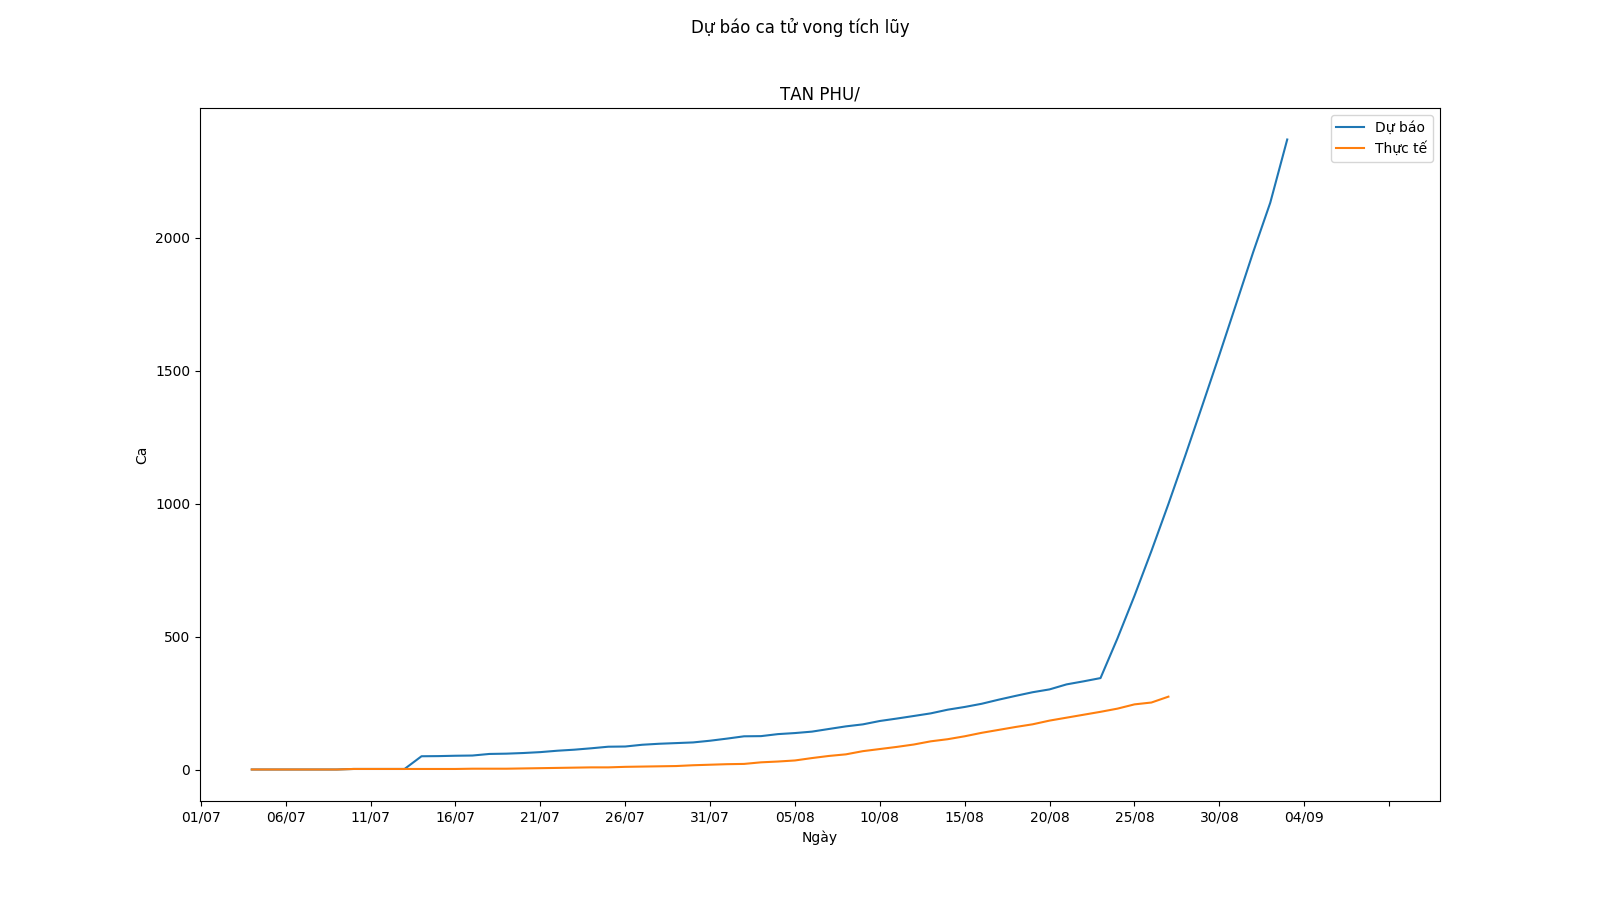 Dự báo ca tử vong tích lũy
TAN PHU/
Dự báo
Thực tế
2000
1500
1000
500
0
Ca
01/07 06/07 11/07 16/07 21/07 26/07 31/07 05/08 10/08 15/08 20/08 25/08 30/08 04/09
Ngày